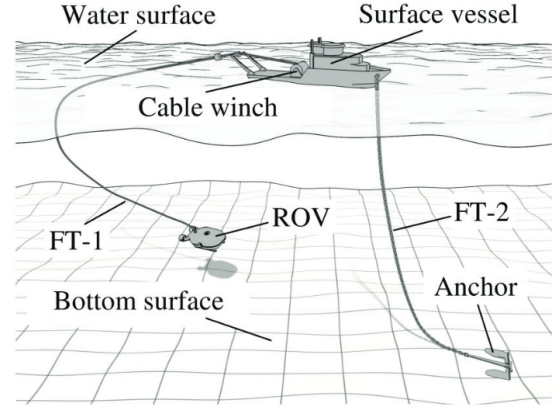 Water surface
Surface vessel
Cable winch
FT-1
ROV
FT-2
Bottom surface
Anchor